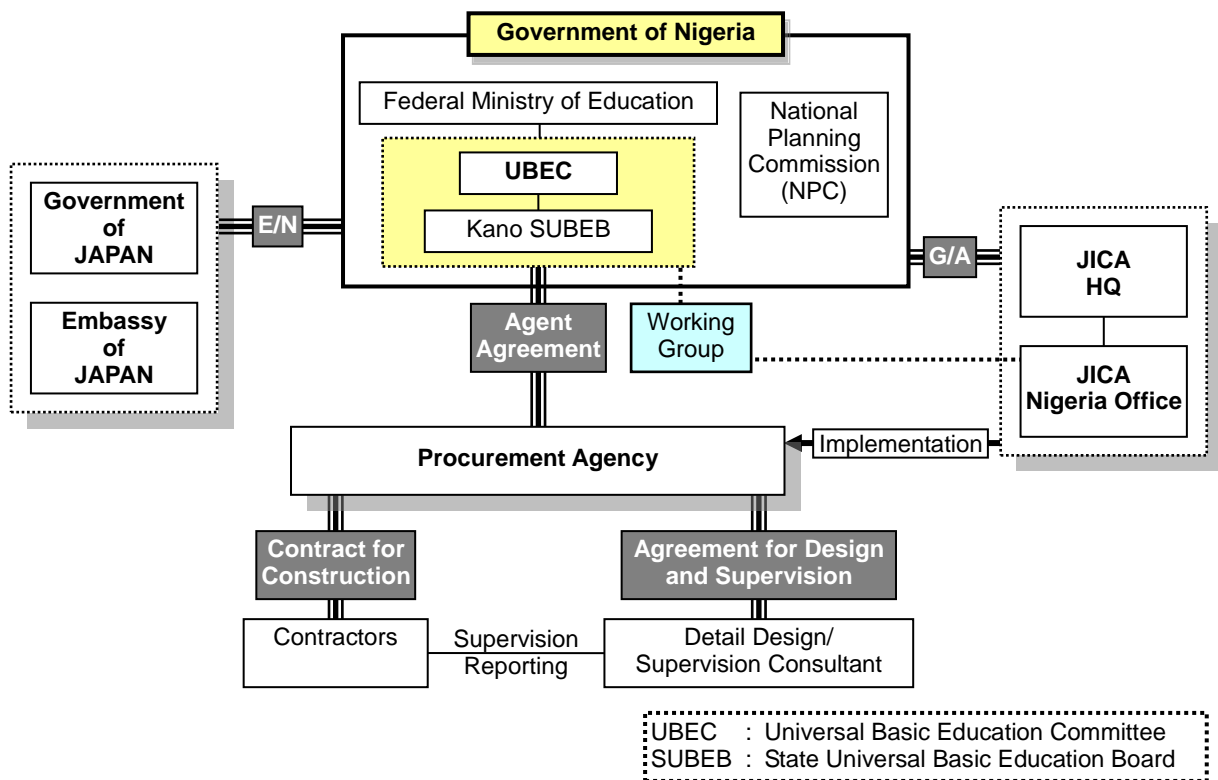 Government of Nigeria
Federal Ministry of Education
National
Planning
Commission
(NPC)
UBEC
Kano SUBEB
Government
of
JAPAN
Embassy
of
JAPAN
E/N
G/A
JICA
HQ
JICA
Nigeria Office
Agent
Agreement
Working
Group
Procurement Agency
Implementation
Contract for
Construction
Agreement for Design
and Supervision
Contractors
Supervision
Reporting
Detail Design/
Supervision Consultant
UBEC : Universal Basic Education Committee
SUBEB : State Universal Basic Education Board